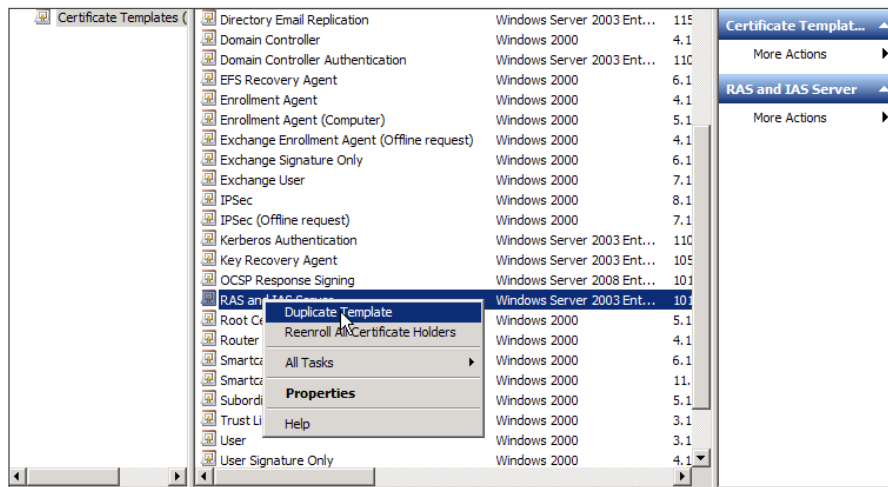 Certificate Templates (
Directory Email Replication Windows Server 2003 Ent... 115
Domain Controller Windows 2000 4.1
Domain Controller Authentication Windows Server 2003 Ent... 110
EFS Recovery Agent Windows 2000 6.1
Enrollment Agent Windows 2000 4.1
Enrollment Agent (Computer) Windows 2000 5.1
Exchange Enrollment Agent (Offline request) Windows 2000 4.1
Exchange Signature Only Windows 2000 6.1
Exchange User Windows 2000 7.1
IPSec Windows 2000 8.1
IPSec (Offline request) Windows 2000 7.1
Kerberos Authentication Windows Server 2003 Ent... 110
Key Recovery Agent Windows Server 2003 Ent... 105
OCSP Response Signing Windows Server 2008 Ent... 101
RAS and IAS Server Windows Server 2003 Ent... 101
Root Ce Windows 2000 5.1
Router Windows 2000 4.1
Smartca Windows 2000 6.1
Smartca Windows 2000 11.
Subordi Windows 2000 5.1
Trust Li Windows 2000 3.1
User Windows 2000 3.1
User Signature Only Windows 2000 4.1
Duplicate Template
Reenroll All Certificate Holders
All Tasks
Properties
Help
Certificate Templat...
More Actions
RAS and IAS Server
More Actions